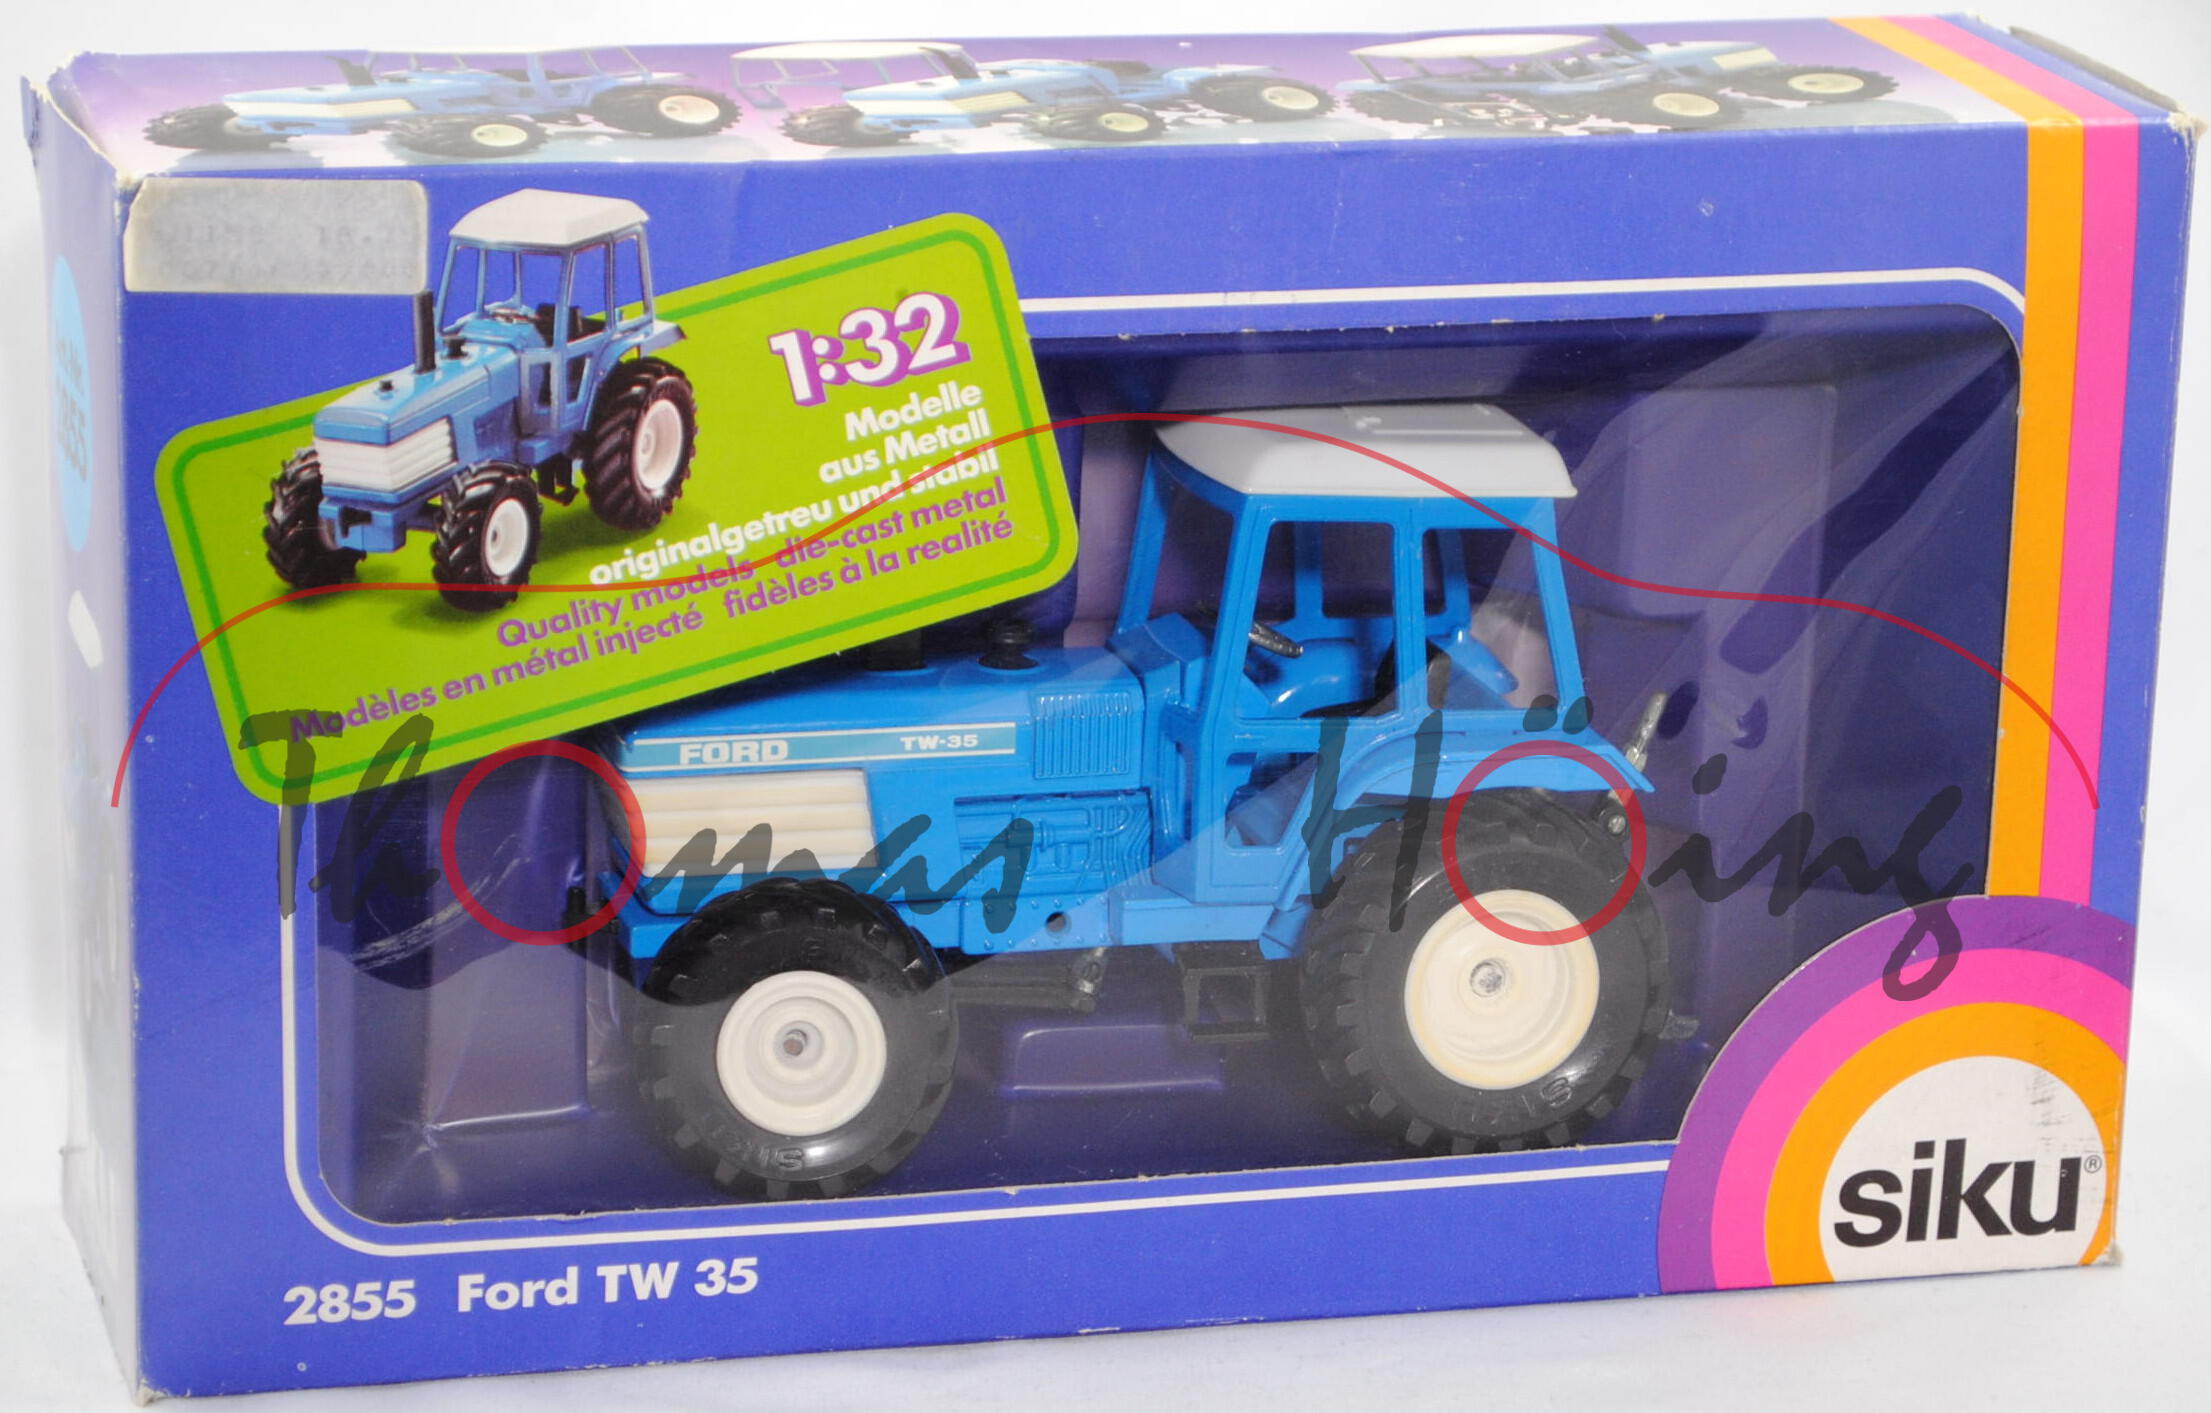 1:32
Modelle
aus Metall
originalgetreu und stabil
Quality models die-cast metal
Modèles en métal injecté fidèles à la realité
FORD TW-35
Thomas Höing
siku
siku®
2855 Ford TW 35
2855